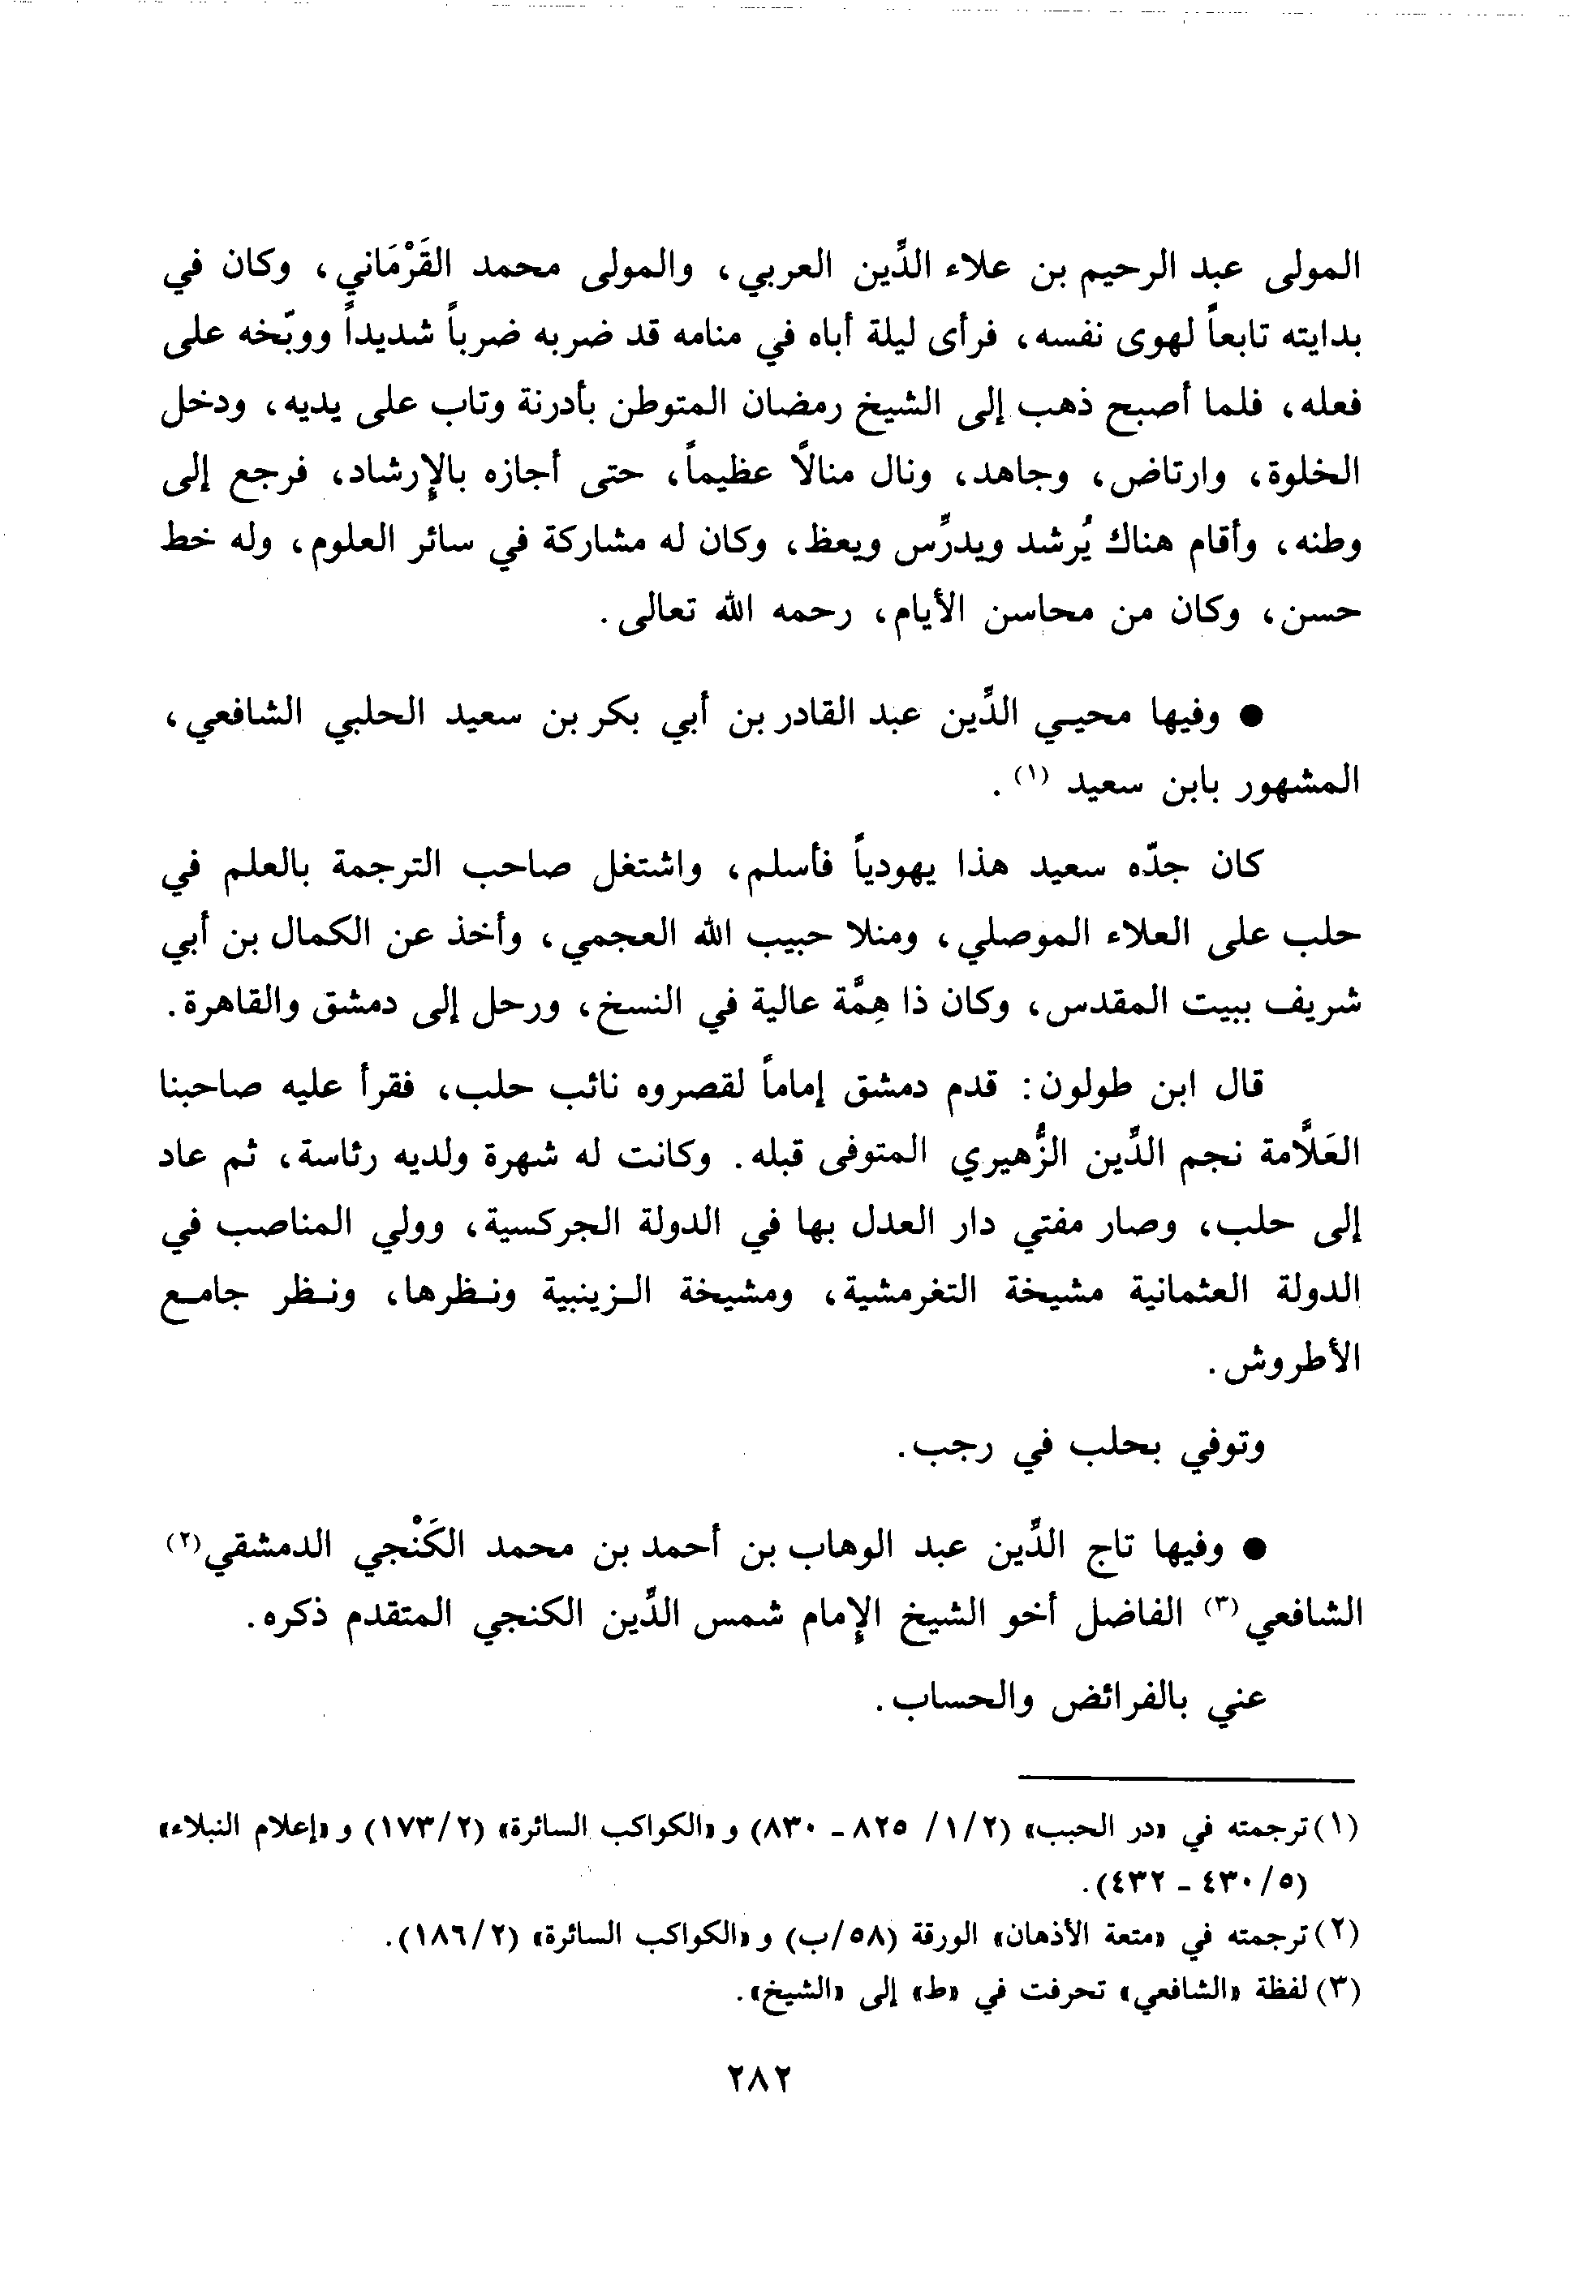 المولى عبد الرحيم بن علاء الدِّين العربي، والمولى محمد القَرْمَاني، وكان في
بدايته تابعاً لهوى نفسه، فرأى ليلة أباه في منامه قد ضربه ضرباً شديداً ووبّخه على
فعله، فلما أصبح ذهب إلى الشيخ رمضان المتوطن بأدرنة وتاب على يديه، ودخل
الخلوة، وارتاض، وجاهد، ونال منالاً عظيماً، حتى أجازه بالإرشاد، فرجع إلى
وطنه، وأقام هناك يُرشد ويدرِّس ويعظ، وكان له مشاركة في سائر العلوم، وله خط
حسن، وكان من محاسن الأيام، رحمه الله تعالى.
● وفيها محيـي الدِّين عبد القادر بن أبي بكر بن سعيد الحلبي الشافعي،
المشهور بابن سعيد (١).
كان جدّه سعيد هذا يهودياً فأسلم، واشتغل صاحب الترجمة بالعلم في
حلب على العلاء الموصلي، ومنلا حبيب الله العجمي، وأخذ عن الكمال بن أبي
شريف ببيت المقدس، وكان ذا هِمَّة عالية في النسخ، ورحل إلى دمشق والقاهرة.
قال ابن طولون: قدم دمشق إماماً لقصروه نائب حلب، فقرأ عليه صاحبنا
العَلَّامة نجم الدِّين الزُّهيري المتوفى قبله. وكانت له شهرة ولديه رئاسة، ثم عاد
إلى حلب، وصار مفتي دار العدل بها في الدولة الجركسية، وولي المناصب في
الدولة العثمانية مشيخة التغرمشية، ومشيخة الـزينبية ونـظرها، ونـظر جامـع
الأطروش.
وتوفي بحلب في رجب.
● وفيها تاج الدِّين عبد الوهاب بن أحمد بن محمد الكَنْجي الدمشقي(٢)
الشافعي(٣) الفاضل أخو الشيخ الإمام شمس الدِّين الكنجي المتقدم ذكره.
عني بالفرائض والحساب.
(١) ترجمته في «در الحبب» (٢/١/ ٨٢٥ ـ ٨٣٠) و «الكواكب السائرة» (٢/١٧٣) و «إعلام النبلاء»
(٥/٤٣٠ ـ ٤٣٢).
(٢) ترجمته في «متعة الأذهان» الورقة (٥٨/ب) و «الكواكب السائرة» (٢/١٨٦).
(٣) لفظة «الشافعي» تحرفت في «ط» إلى «الشيخ».
٢٨٢